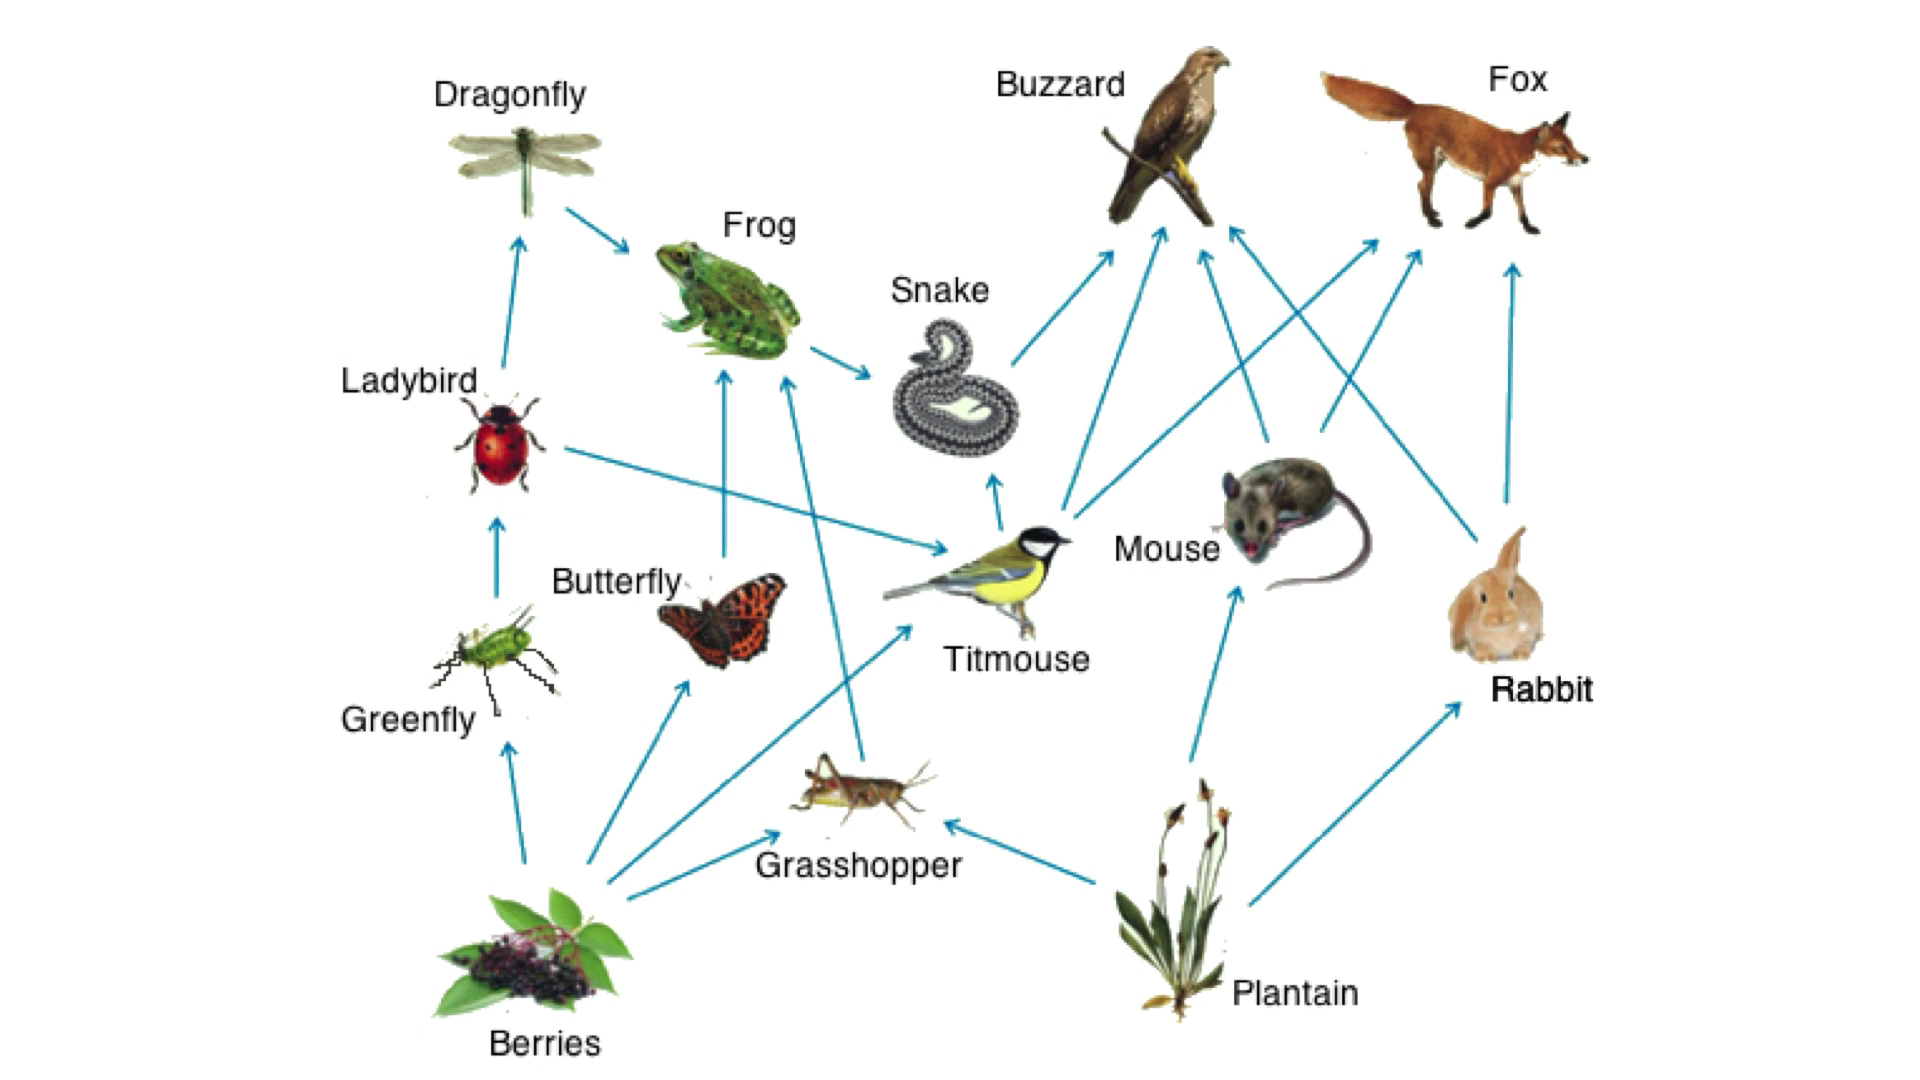 Dragonfly
Buzzard
Fox
Frog
Snake
Ladybird
Mouse
Butterfly
Titmouse
Rabbit
Greenfly
Grasshopper
Plantain
Berries